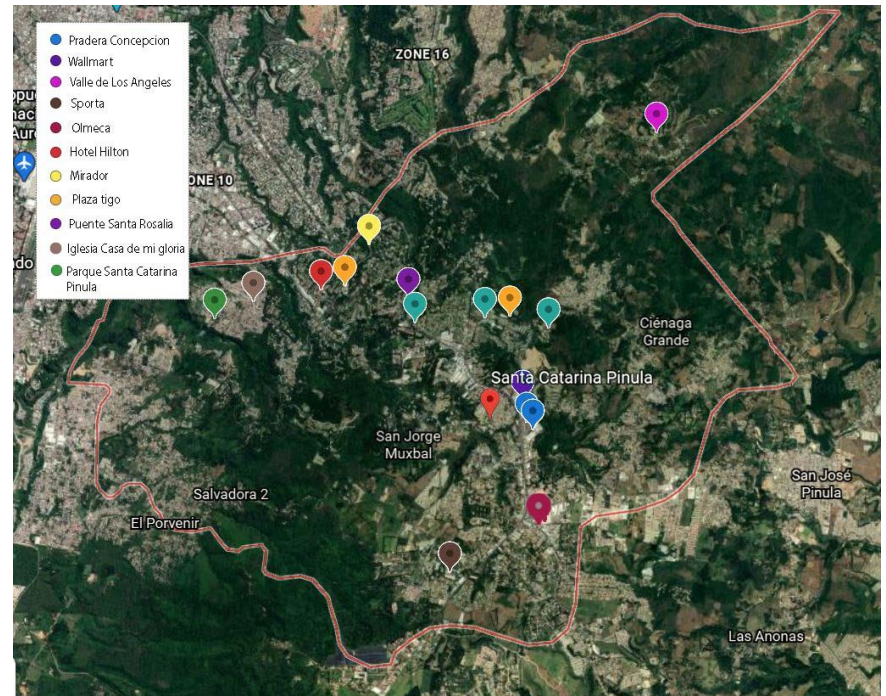 Pradera Concepcion
Wallmart
Valle de Los Angeles
Sporta
Olmeca
Hotel Hilton
Mirador
Plaza tigo
Puente Santa Rosalia
Iglesia Casa de mi gloria
Parque Santa Catarina
Pinula
ZONE 16
ZONE 10
Ciénaga
Grande
Santa Catarina Pinula
San Jorge
Muxbal
Salvadora 2
El Porvenir
San José
Pinula
Las Anonas